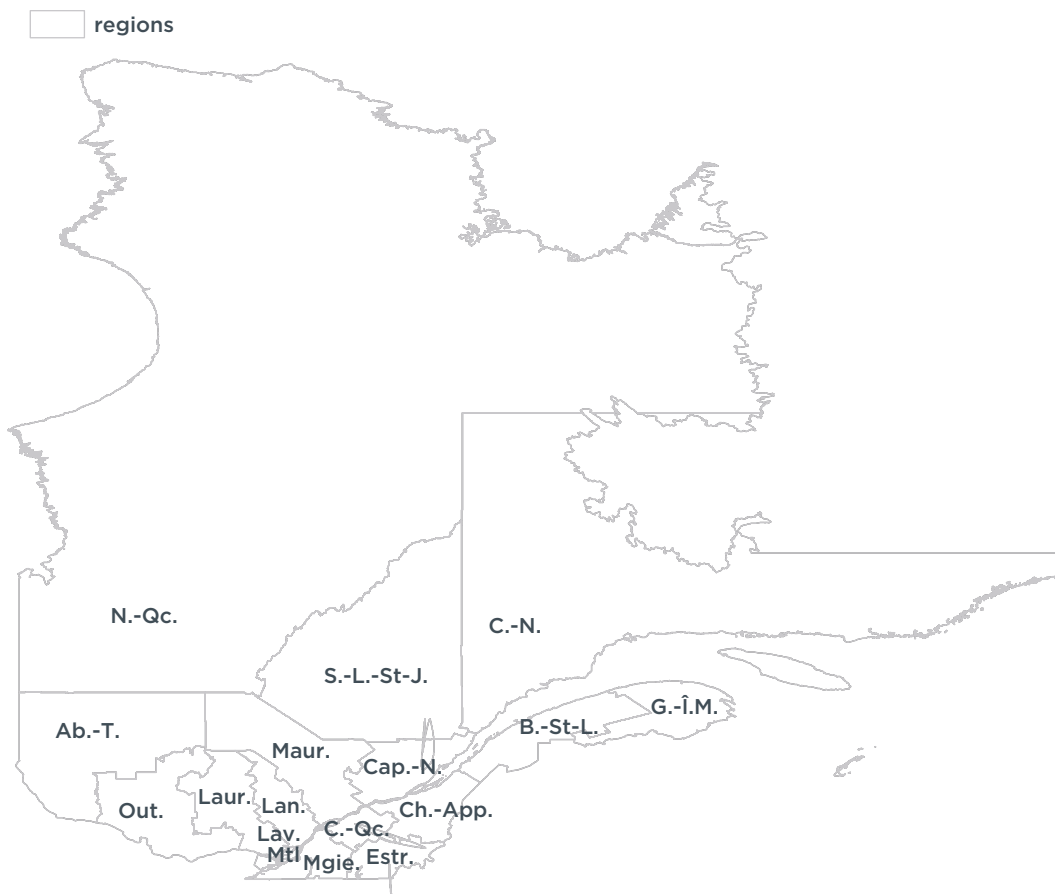 regions
N.-Qc.
C.-N.
S.-L.-St-J.
G.-Î.M.
B.-St-L.
Ab.-T.
Maur.
Cap.-N.
Laur.
Lan.
Out.
Ch.-App.
C.-Qc.
Lav.
Mtl
Mgie.
Estr.